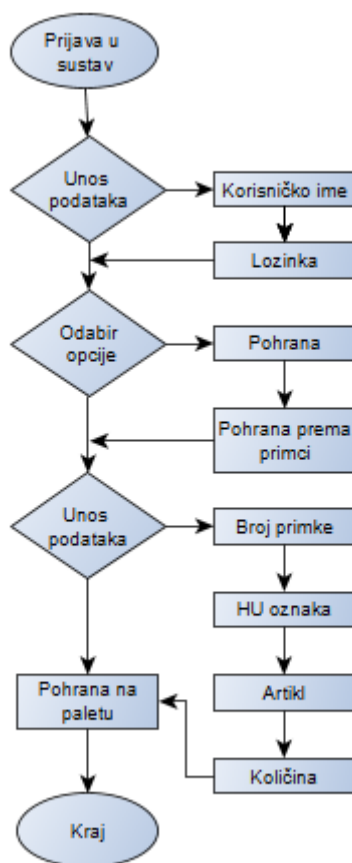 Prijava u
sustav
Unos
podataka
Korisničko ime
Lozinka
Odabir
opcije
Pohrana
Pohrana prema
primci
Unos
podataka
Broj primke
HU oznaka
Artikl
Količina
Pohrana na
paletu
Kraj